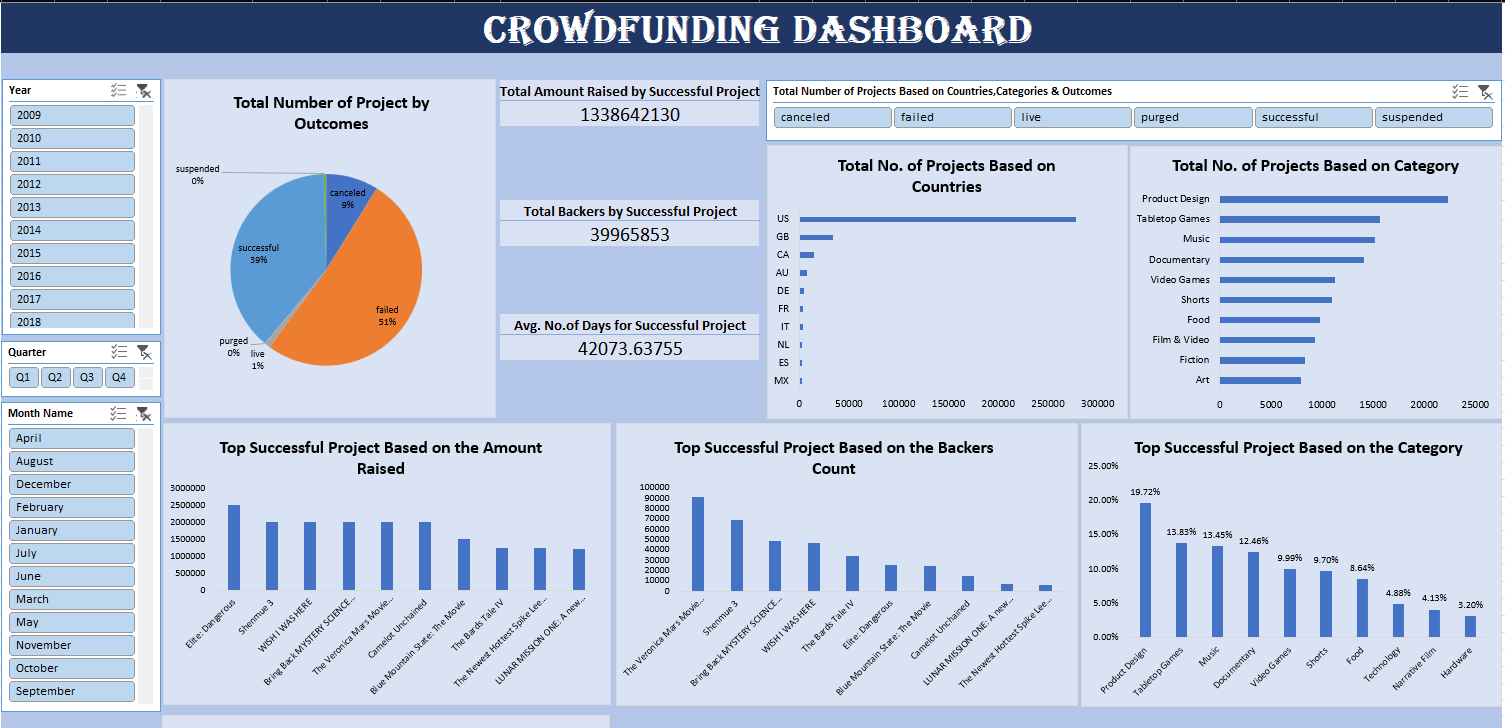 CROWDFUNDING DASHBOARD
Year
2009
2010
2011
2012
2013
2014
2015
2016
2017
2018
Quarter
Q1 Q2 Q3 Q4
Month Name
April
August
December
February
January
July
June
March
May
November
October
September
Total Number of Project by
Outcomes
suspended
0%
canceled
9%
successful
39%
failed
51%
purged
0%
live
1%
Total Amount Raised by Successful Project
1338642130
Total Backers by Successful Project
39965853
Avg. No.of Days for Successful Project
42073.63755
Total Number of Projects Based on Countries,Categories & Outcomes
canceled failed live purged successful suspended
Total No. of Projects Based on
Countries
US
GB
CA
AU
DE
FR
IT
NL
ES
MX
0 50000 100000 150000 200000 250000 300000
Total No. of Projects Based on Category
Product Design
Tabletop Games
Music
Documentary
Video Games
Shorts
Food
Film & Video
Fiction
Art
0 5000 10000 15000 20000 25000
Top Successful Project Based on the Amount
Raised
3000000
2500000
2000000
1500000
1000000
500000
0
Elite: Dangerous
Shenmue 3
WISH I WAS HERE
Bring Back MYSTERY SCIENCE...
The Veronica Mars Movie...
Camelot Unchained
Blue Mountain State: The Movie
The Bards Tale IV
The Newest Hottest Spike Lee...
LUNAR MISSION ONE: A new...
Top Successful Project Based on the Backers
Count
100000
90000
80000
70000
60000
50000
40000
30000
20000
10000
0
The Veronica Mars Movie...
Shenmue 3
Bring Back MYSTERY SCIENCE...
WISH I WAS HERE
The Bards Tale IV
Elite: Dangerous
Blue Mountain State: The Movie
Camelot Unchained
LUNAR MISSION ONE: A new...
The Newest Hottest Spike Lee...
Top Successful Project Based on the Category
25.00%
20.00%
15.00%
10.00%
5.00%
0.00%
19.72%
13.83%
13.45%
12.46%
9.99%
9.70%
8.64%
4.88%
4.13%
3.20%
Product Design
Tabletop Games
Music
Documentary
Video Games
Shorts
Food
Technology
Narrative Film
Hardware